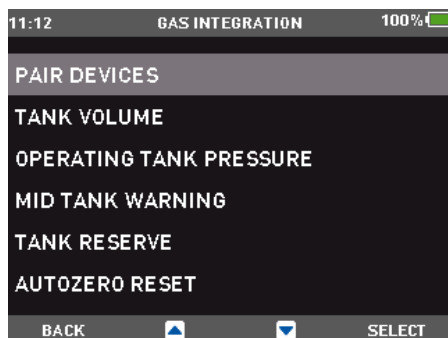 11:12 GAS INTEGRATION 100%
PAIR DEVICES
TANK VOLUME
OPERATING TANK PRESSURE
MID TANK WARNING
TANK RESERVE
AUTOZERO RESET
BACK SELECT